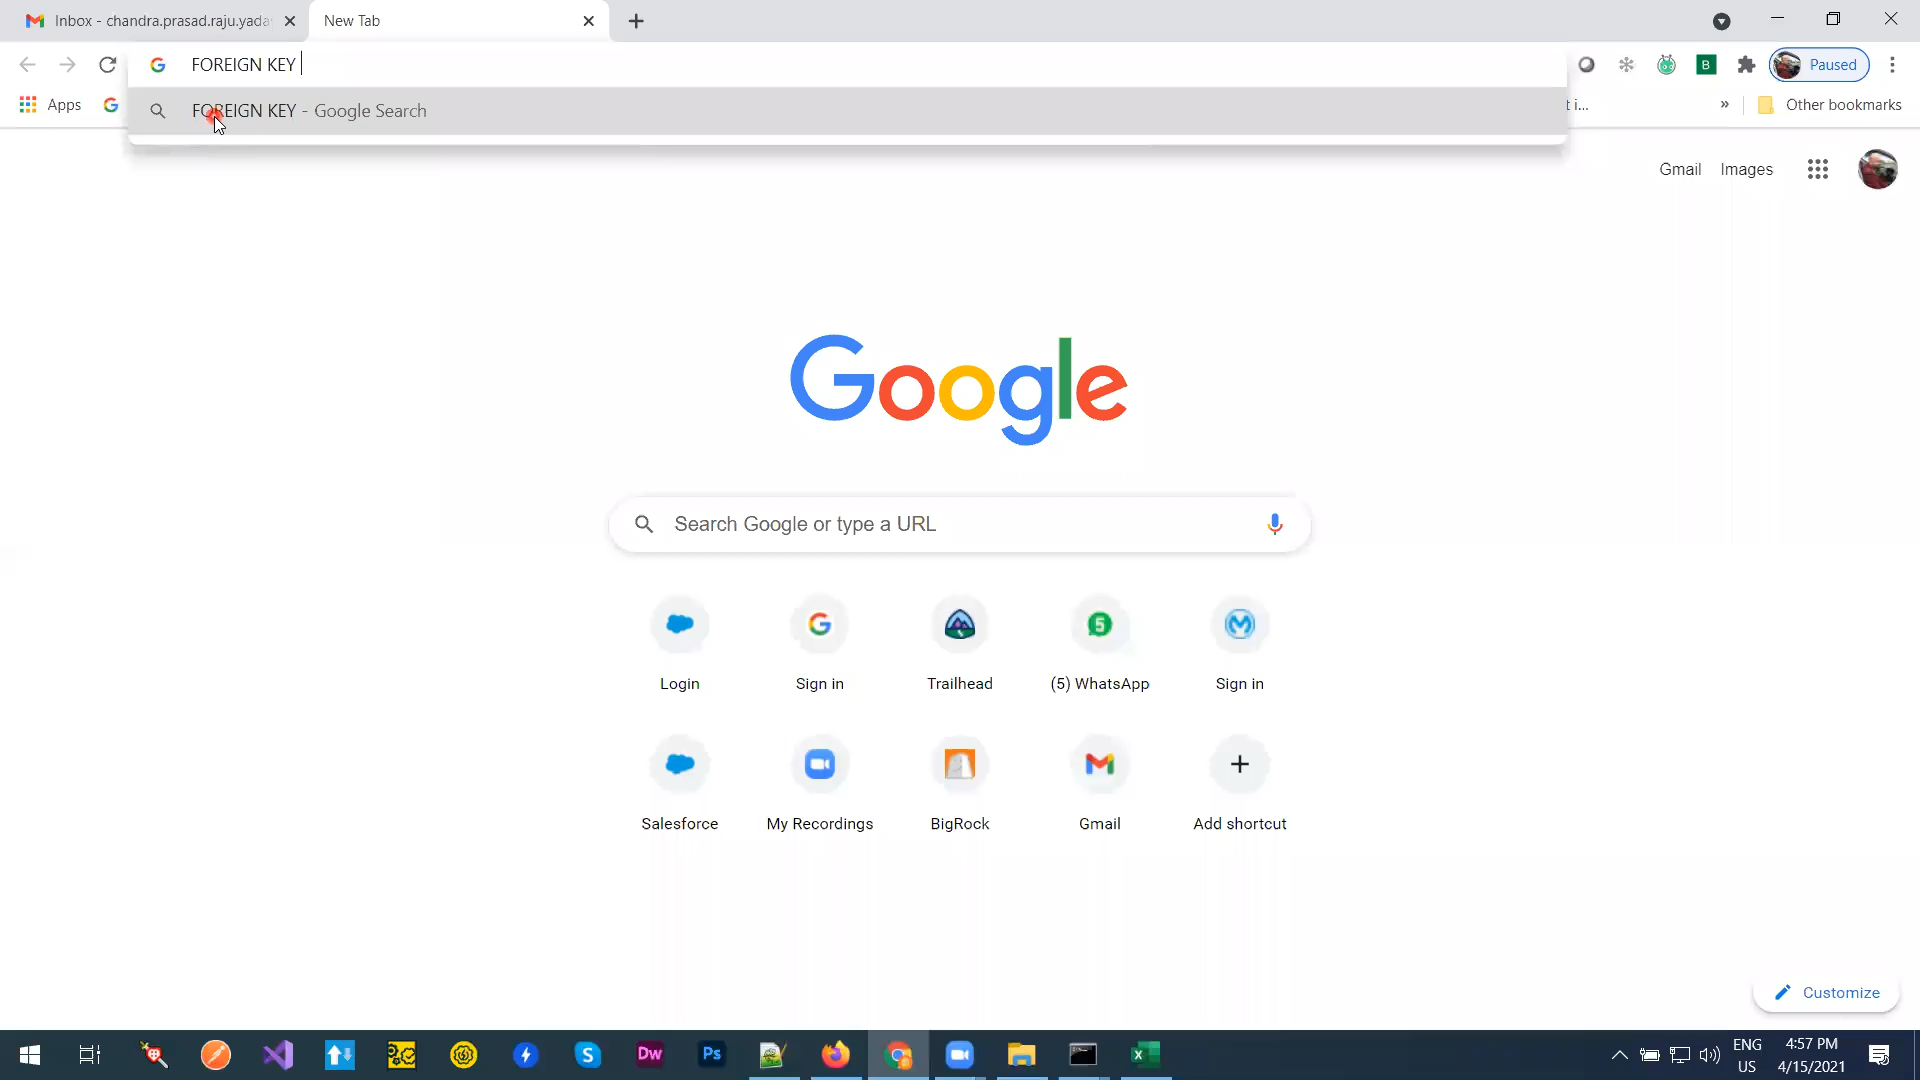 Inbox - chandra.prasad.raju.yada
New Tab
FOREIGN KEY
Paused
Apps
FOREIGN KEY - Google Search
t i...
»
Other bookmarks
Gmail
Images
Google
Search Google or type a URL
Login
Sign in
Trailhead
(5) WhatsApp
Sign in
Salesforce
My Recordings
BigRock
Gmail
Add shortcut
Customize
ENG
US
4:57 PM
4/15/2021